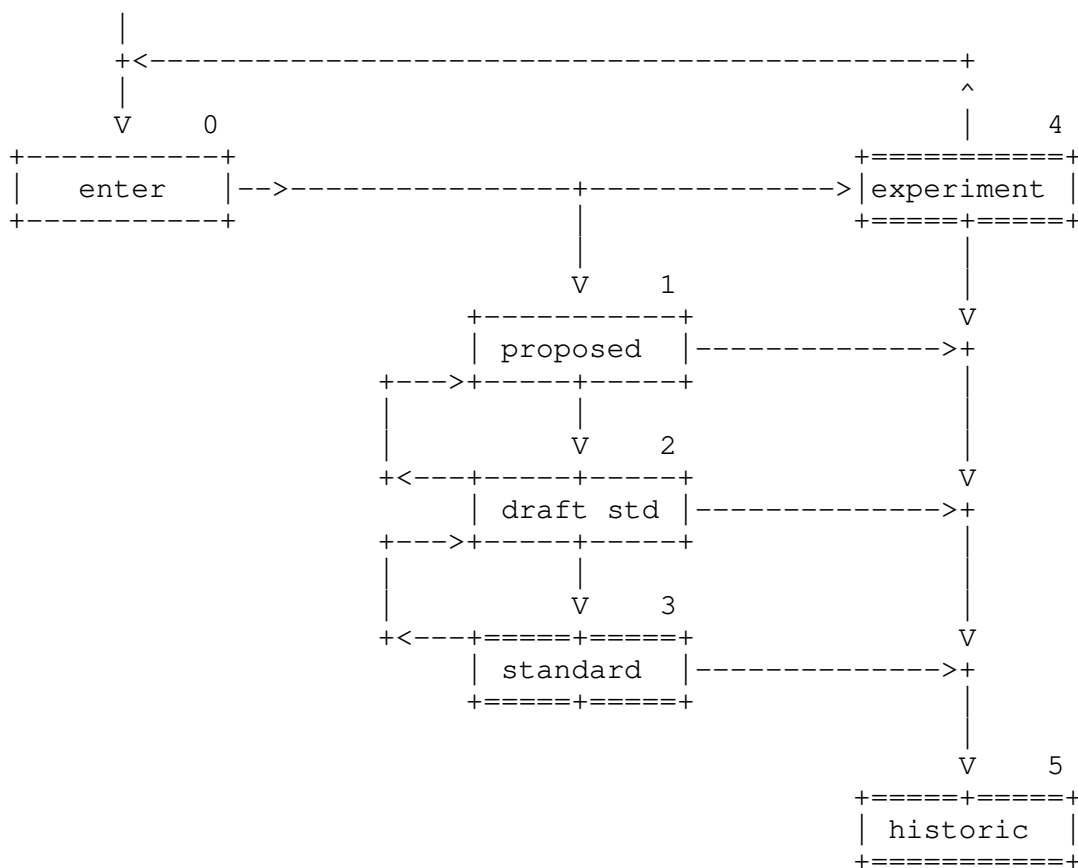 0
4
enter
experiment
1
proposed
2
draft std
3
standard
5
historic